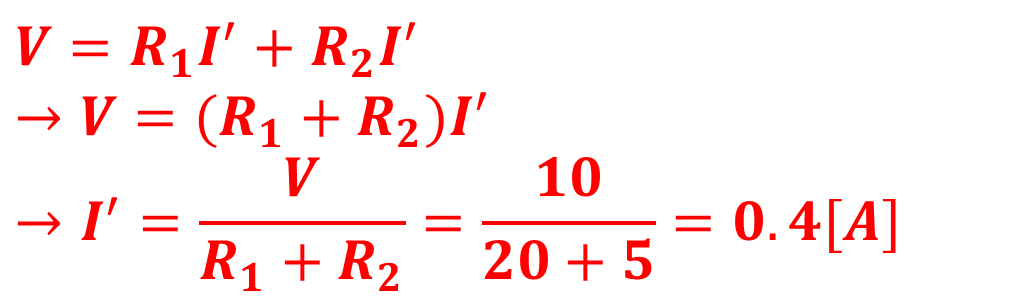 V = R₁I′ + R₂I′
→ V = (R₁ + R₂)I′
→ I′ = V/(R₁ + R₂) = 10/(20 + 5) = 0.4[A]